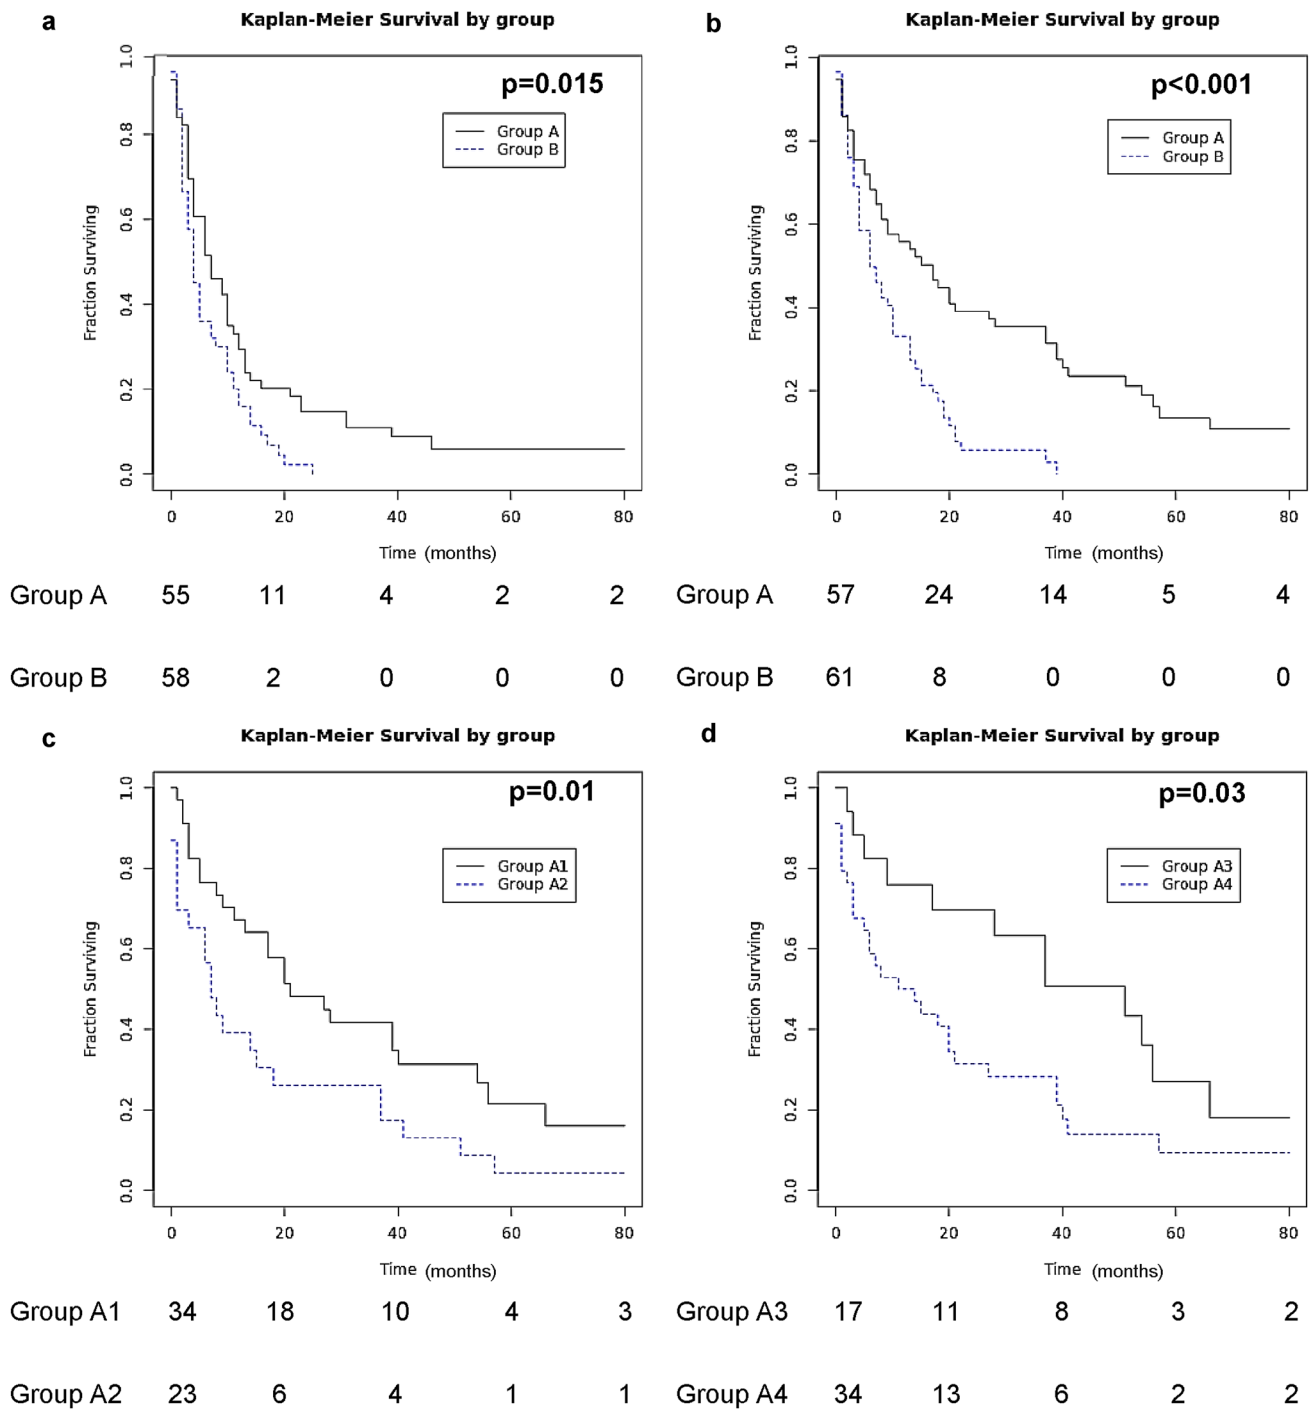 a
Kaplan-Meier Survival by group
p=0.015
Group A
Group B
Fraction Surviving
1.0
0.8
0.6
0.4
0.2
0.0
0 20 40 60 80
Time (months)
Group A 55 11 4 2 2
Group B 58 2 0 0 0
b
Kaplan-Meier Survival by group
p<0.001
Group A
Group B
Fraction Surviving
1.0
0.8
0.6
0.4
0.2
0.0
0 20 40 60 80
Time (months)
Group A 57 24 14 5 4
Group B 61 8 0 0 0
c
Kaplan-Meier Survival by group
p=0.01
Group A1
Group A2
Fraction Surviving
1.0
0.8
0.6
0.4
0.2
0.0
0 20 40 60 80
Time (months)
Group A1 34 18 10 4 3
Group A2 23 6 4 1 1
d
Kaplan-Meier Survival by group
p=0.03
Group A3
Group A4
Fraction Surviving
1.0
0.8
0.6
0.4
0.2
0.0
0 20 40 60 80
Time (months)
Group A3 17 11 8 3 2
Group A4 34 13 6 2 2